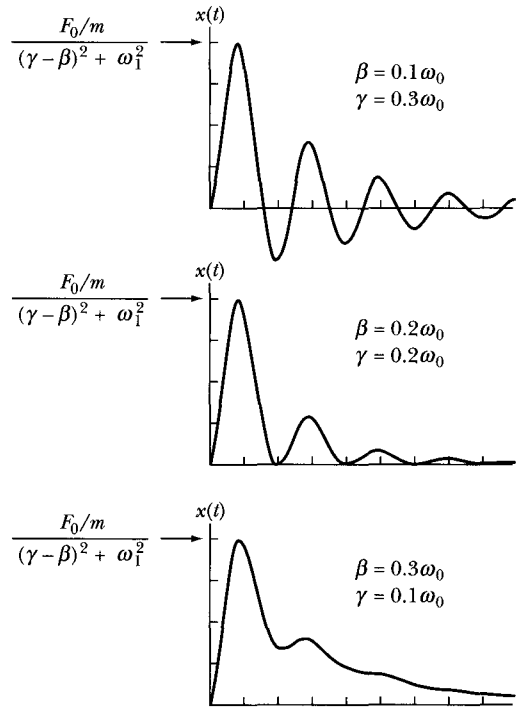 x(t)
F₀/m
(γ − β)² + ω₁²
β = 0.1ω₀
γ = 0.3ω₀
x(t)
F₀/m
(γ − β)² + ω₁²
β = 0.2ω₀
γ = 0.2ω₀
x(t)
F₀/m
(γ − β)² + ω₁²
β = 0.3ω₀
γ = 0.1ω₀